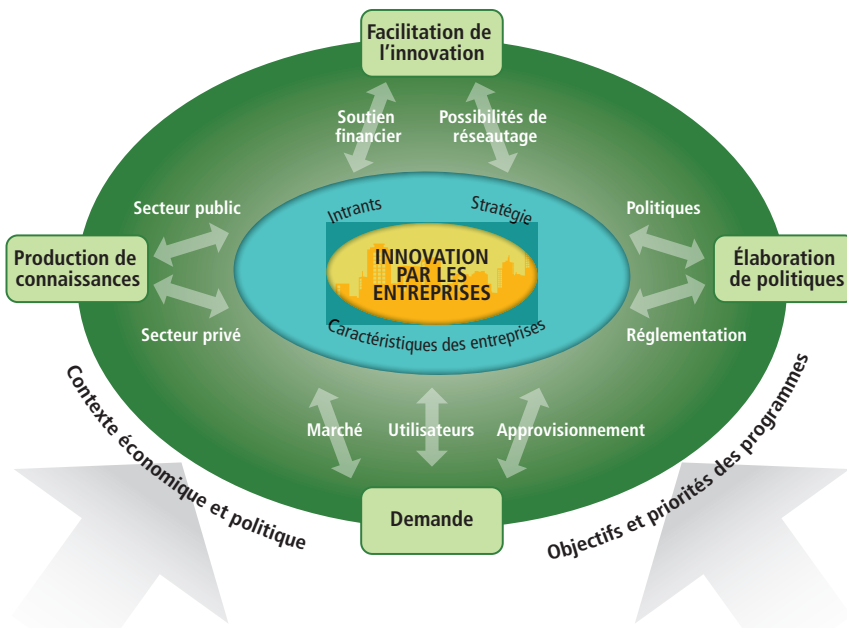 Facilitation de
l'innovation
Soutien
financier
Possibilités de
réseautage
Secteur public
Intrants
Stratégie
Politiques
Production de
connaissances
INNOVATION
PAR LES
ENTREPRISES
Élaboration
de politiques
Secteur privé
Caractéristiques des entreprises
Réglementation
Marché
Utilisateurs
Approvisionnement
Contexte économique et politique
Demande
Objectifs et priorités des programmes